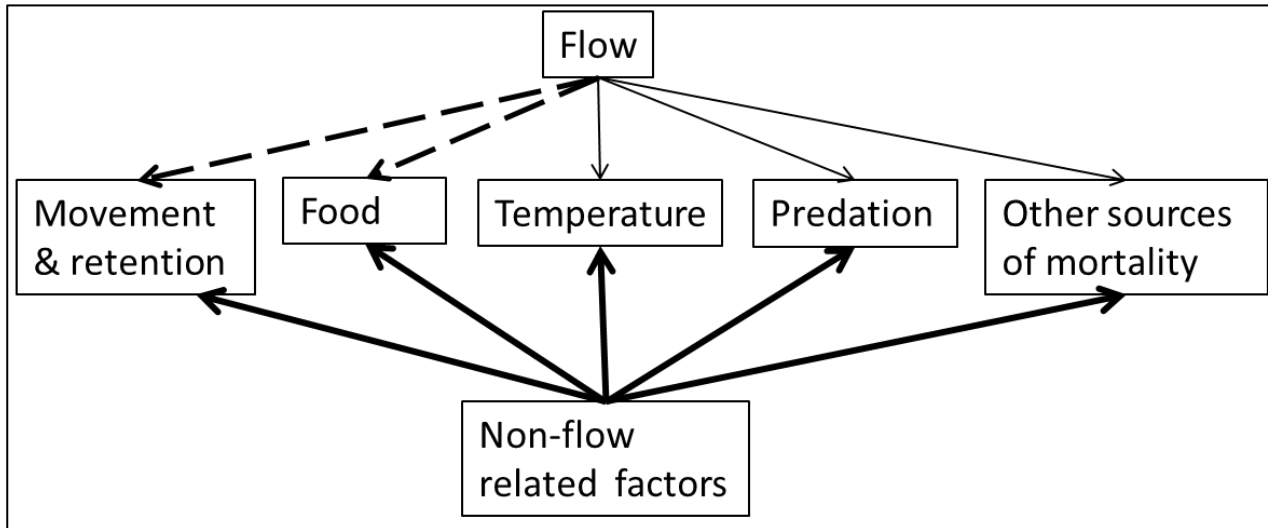 Flow
Movement
& retention
Food
Temperature
Predation
Other sources
of mortality
Non-flow
related factors